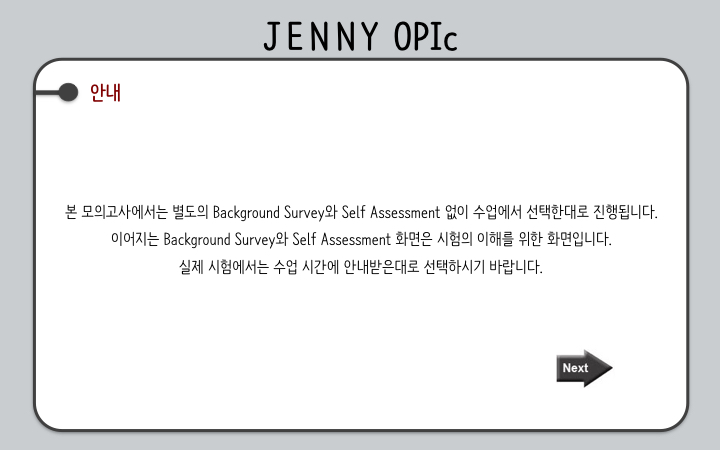 JENNY OPIc
안내
본 모의고사에서는 별도의 Background Survey와 Self Assessment 없이 수업에서 선택한대로 진행됩니다.
이어지는 Background Survey와 Self Assessment 화면은 시험의 이해를 위한 화면입니다.
실제 시험에서는 수업 시간에 안내받은대로 선택하시기 바랍니다.
Next